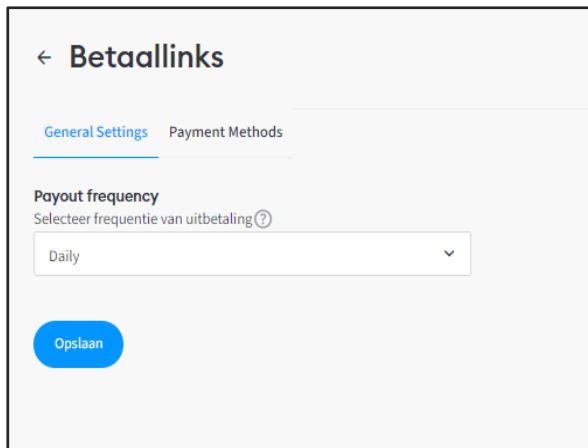 Betaallinks
General Settings Payment Methods
Payout frequency
Selecteer frequentie van uitbetaling ?
Daily
Opslaan